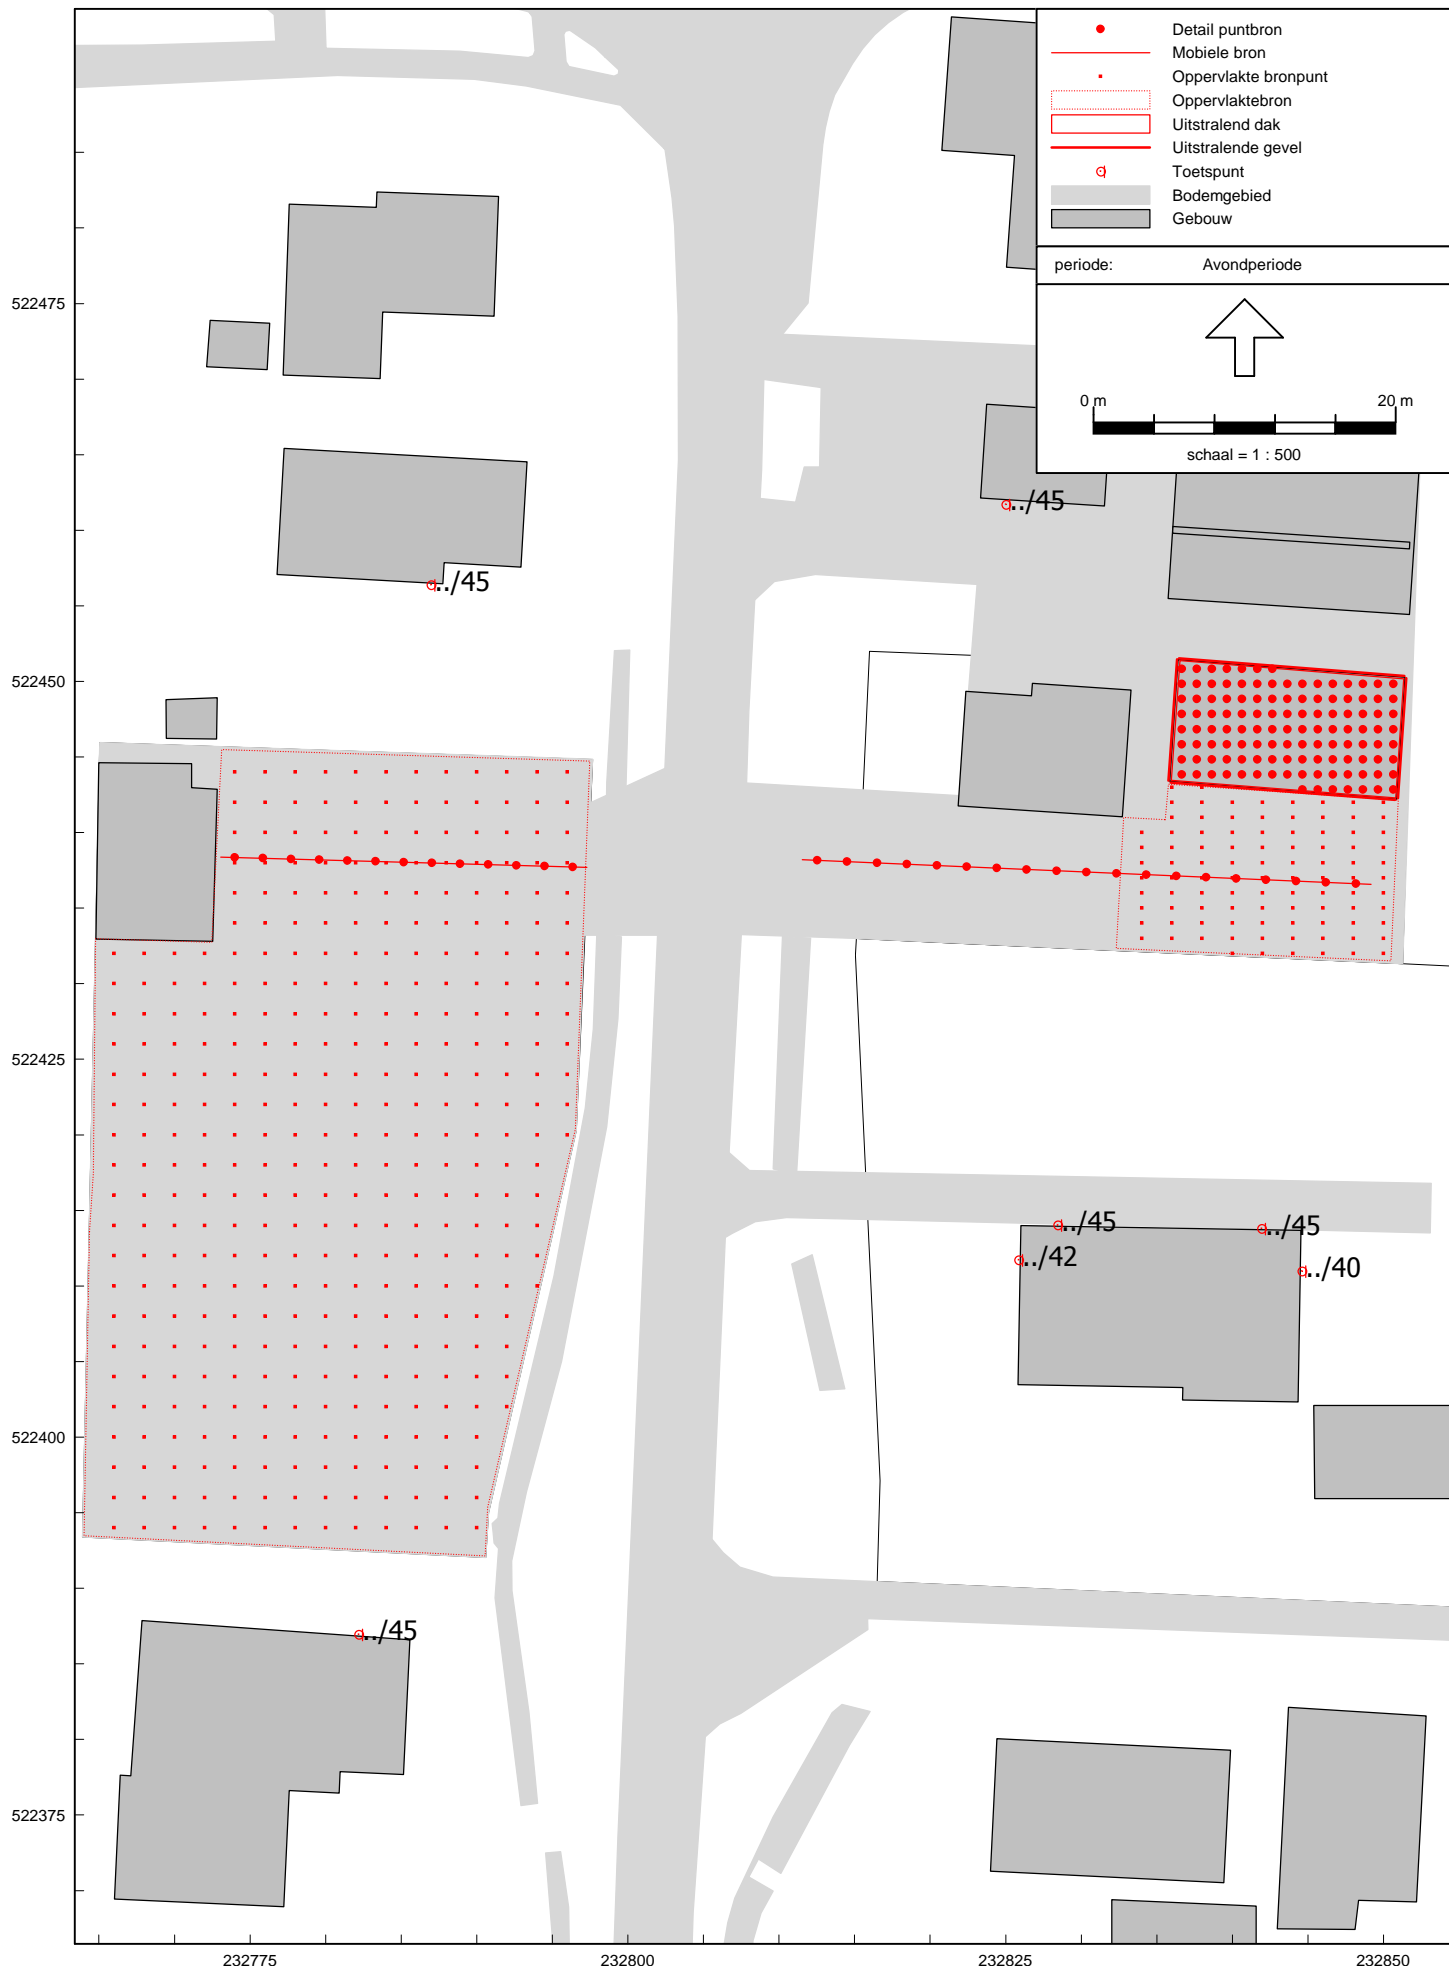 Detail puntbron
Mobiele bron
Oppervlakte bronpunt
Oppervlaktebron
Uitstralend dak
Uitstralende gevel
Toetspunt
Bodemgebied
Gebouw
periode: Avondperiode
0 m 20 m
schaal = 1 : 500
522475
../45
../45
522450
522425
../45
../45
../42
../40
522400
../45
522375
232775 232800 232825 232850